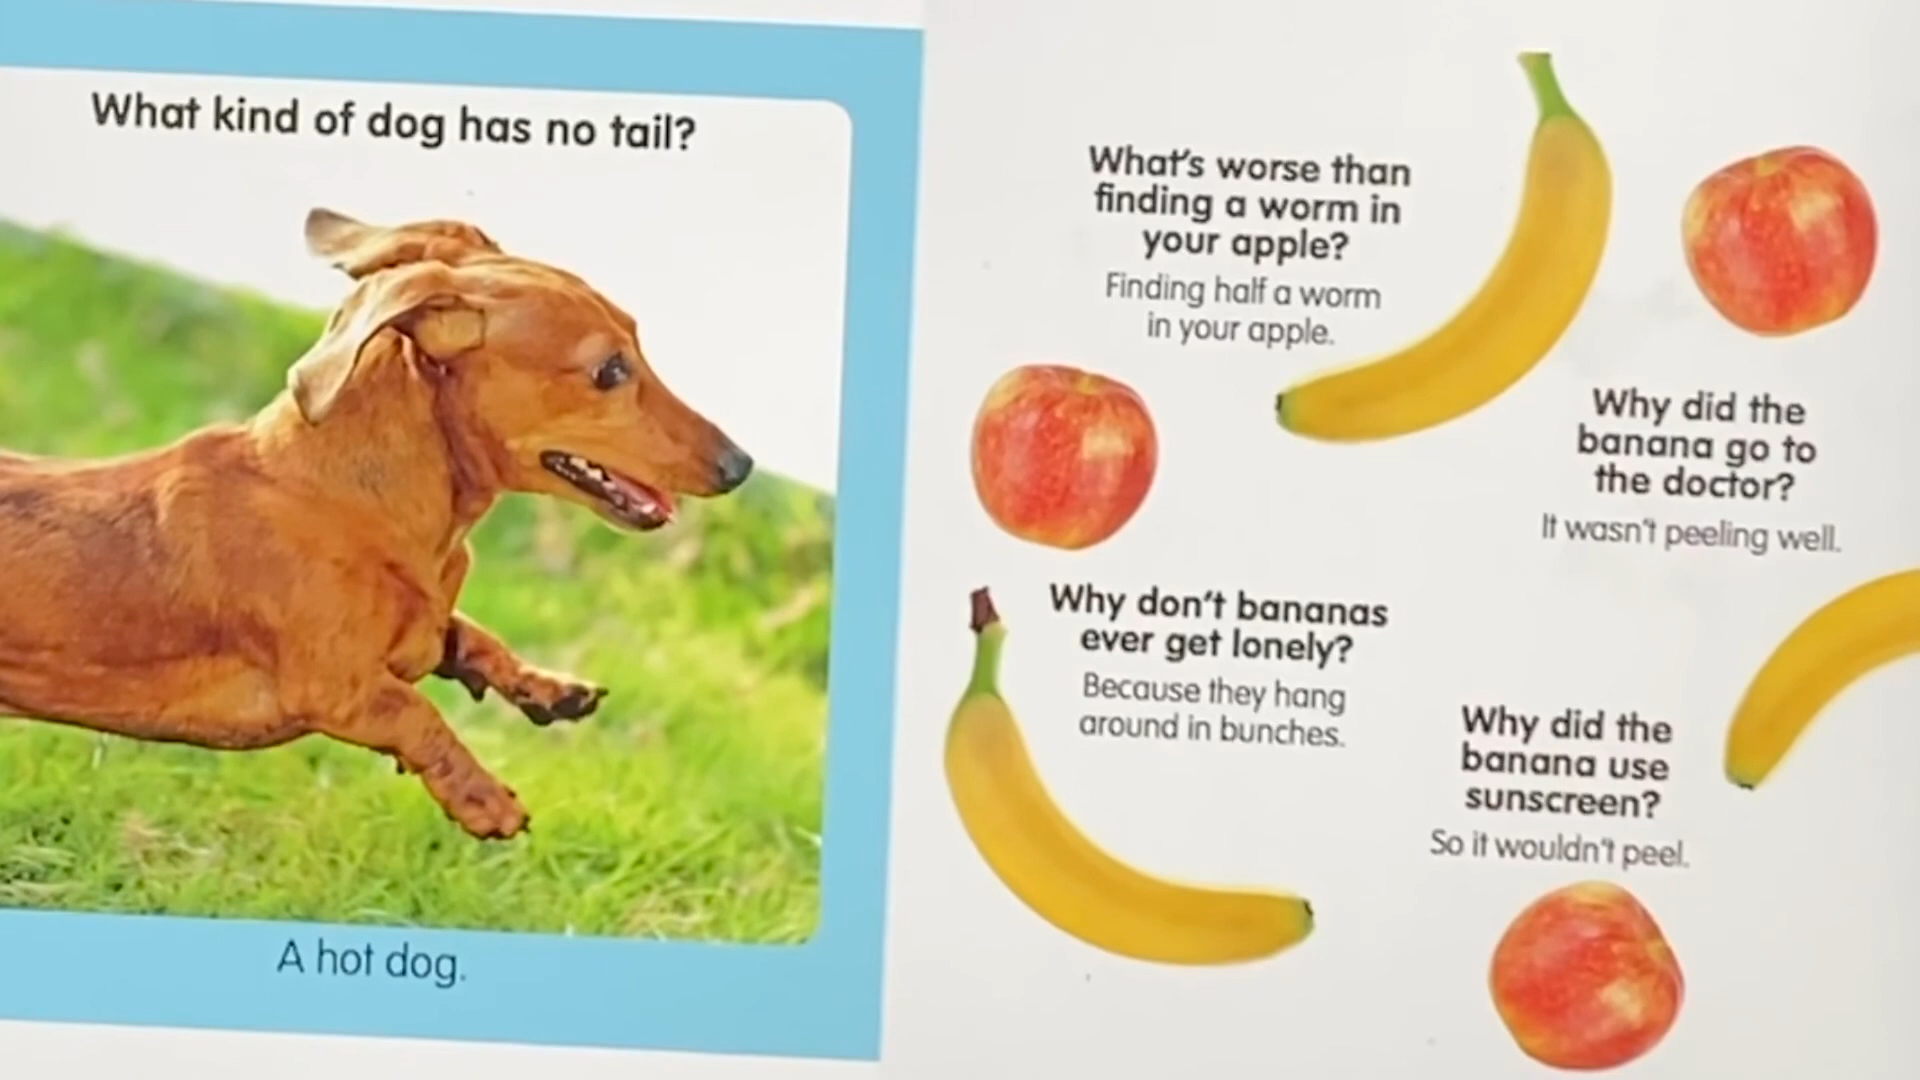 What kind of dog has no tail?
A hot dog.
What's worse than
finding a worm in
your apple?
Finding half a worm
in your apple.
Why did the
banana go to
the doctor?
It wasn't peeling well.
Why don't bananas
ever get lonely?
Because they hang
around in bunches.
Why did the
banana use
sunscreen?
So it wouldn't peel.